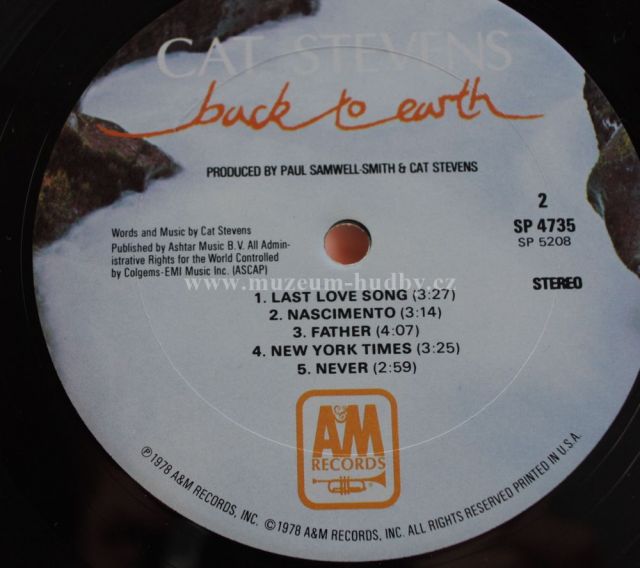 CAT STEVENS
back to earth
PRODUCED BY PAUL SAMWELL-SMITH & CAT STEVENS
2
SP 4735
SP 5208
Words and Music by Cat Stevens
Published by Ashtar Music B.V. All Admin-
istrative Rights for the World Controlled
by Colgems-EMI Music Inc. (ASCAP)
www.muzeum-hudby.cz
STEREO
1. LAST LOVE SONG (3:27)
2. NASCIMENTO (3:14)
3. FATHER (4:07)
4. NEW YORK TIMES (3:25)
5. NEVER (2:59)
A&M
RECORDS
℗ 1978 A&M RECORDS, INC. © 1978 A&M RECORDS, INC. ALL RIGHTS RESERVED PRINTED IN U.S.A.